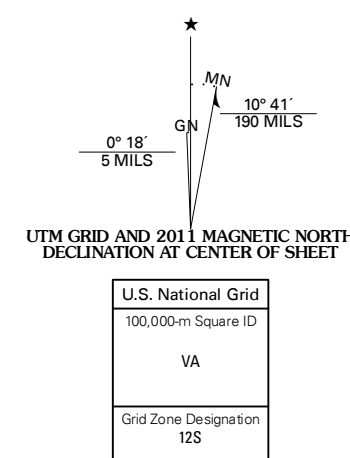 MN
10° 41´
190 MILS
GN
0° 18´
5 MILS
UTM GRID AND 2011 MAGNETIC NORTH
DECLINATION AT CENTER OF SHEET
U.S. National Grid
100,000-m Square ID
VA
Grid Zone Designation
12S